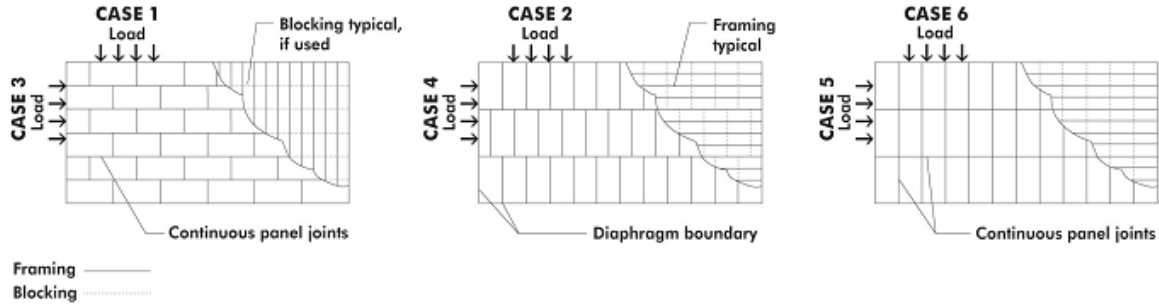 CASE 1
Load
Blocking typical,
if used
CASE 3
Load
Continuous panel joints
CASE 2
Load
Framing
typical
CASE 4
Load
Diaphragm boundary
CASE 6
Load
CASE 5
Load
Continuous panel joints
Framing
Blocking